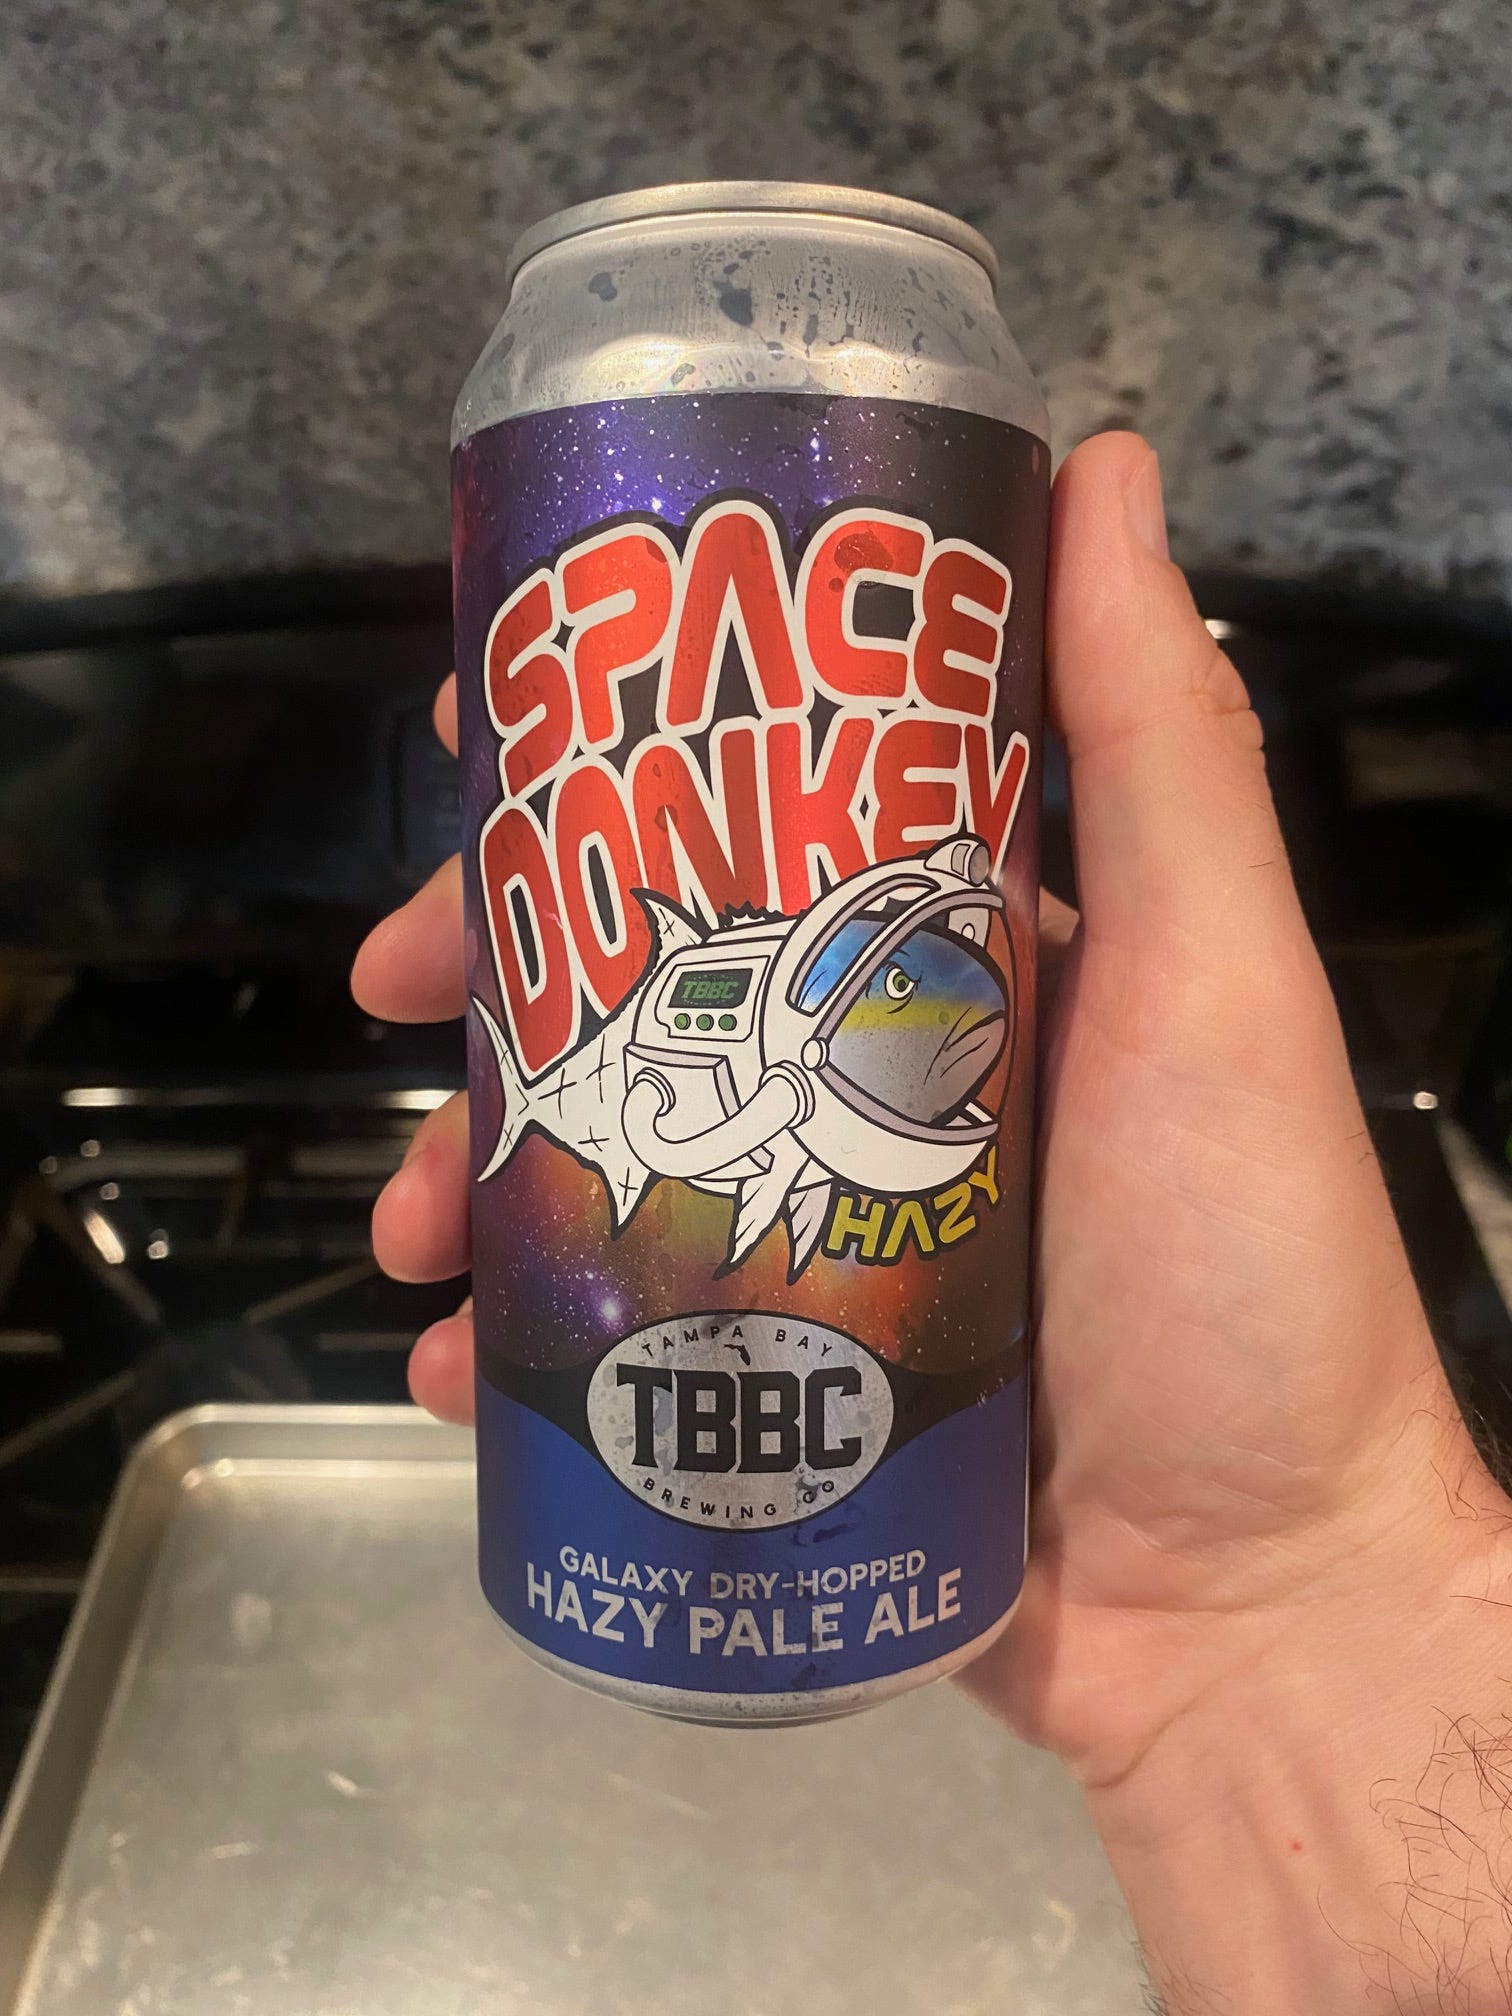 SPACE
DONKEY
TBBC
HAZY
TAMPA BAY
TBBC
BREWING CO
GALAXY DRY-HOPPED
HAZY PALE ALE